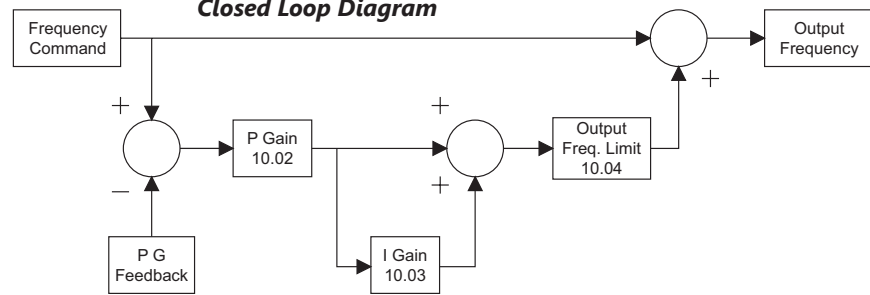 Closed Loop Diagram
Frequency
Command
+
Output
Frequency
+
+
P Gain
10.02
+
Output
Freq. Limit
10.04
−
+
P G
Feedback
I Gain
10.03